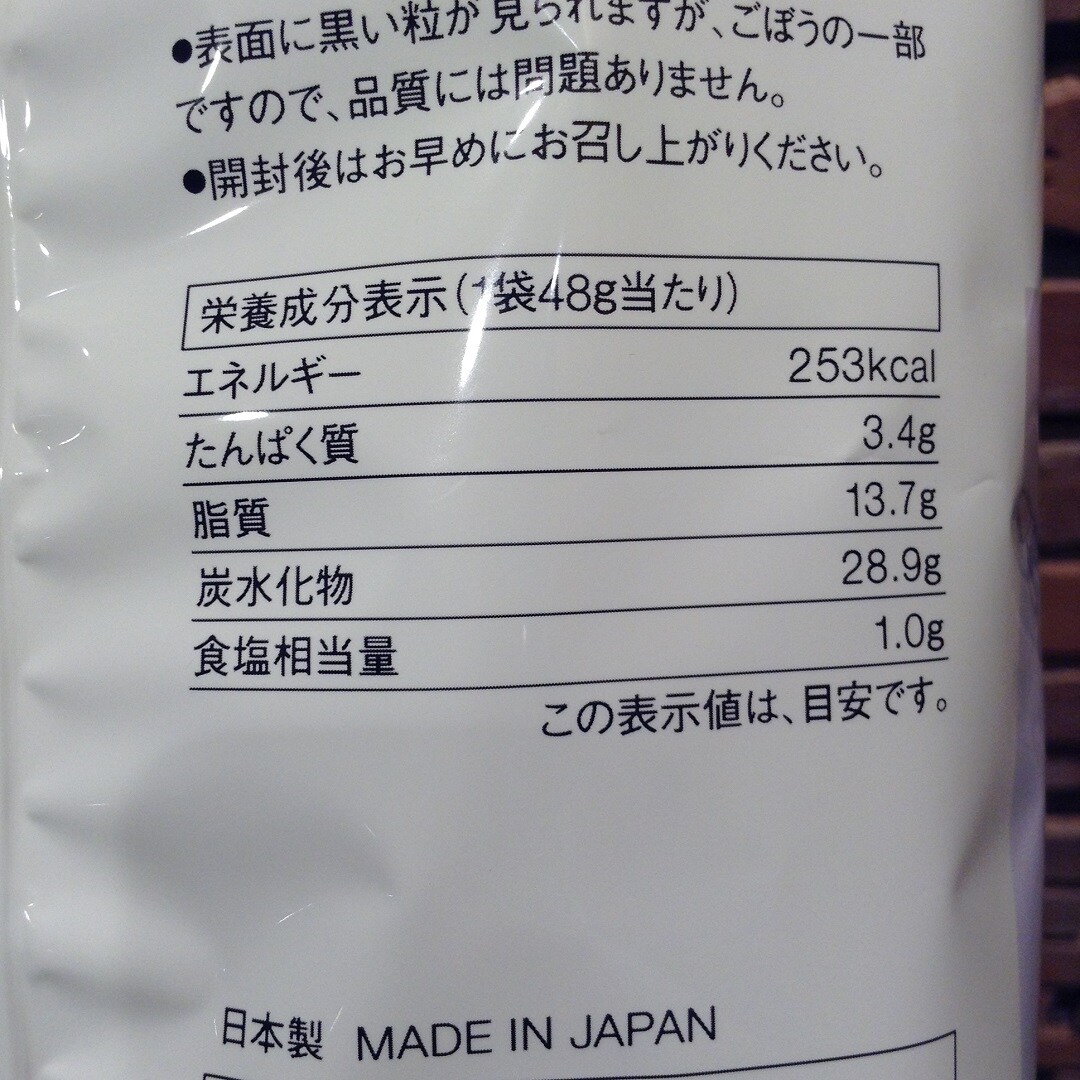 ●表面に黒い粒が見られますが、ごぼうの一部
ですので、品質には問題ありません。
●開封後はお早めにお召し上がりください。
栄養成分表示(1袋48g当たり)
エネルギー 253kcal
たんぱく質 3.4g
脂質 13.7g
炭水化物 28.9g
食塩相当量 1.0g
この表示値は、目安です。
日本製 MADE IN JAPAN